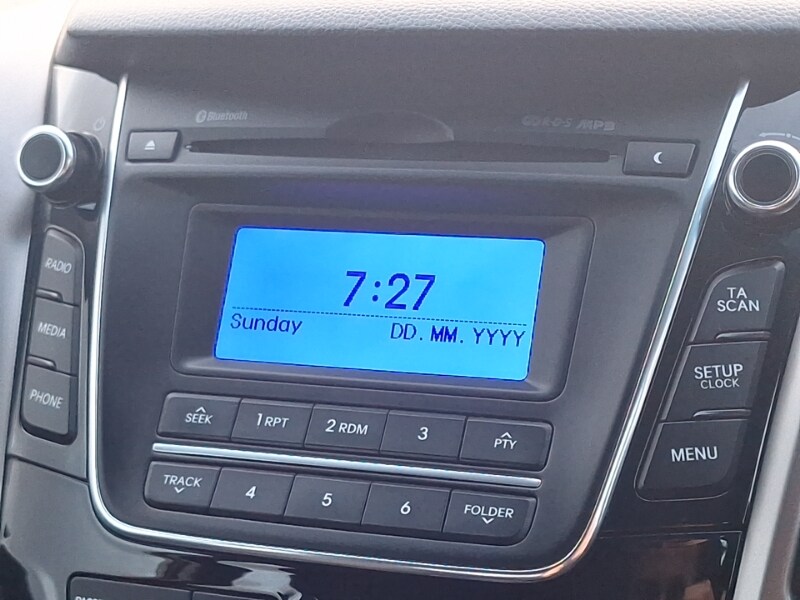 Bluetooth
RDS MP3
RADIO
MEDIA
PHONE
7:27
Sunday DD.MM.YYYY
TA
SCAN
SETUP
CLOCK
MENU
SEEK 1 RPT 2 RDM 3 PTY
TRACK 4 5 6 FOLDER